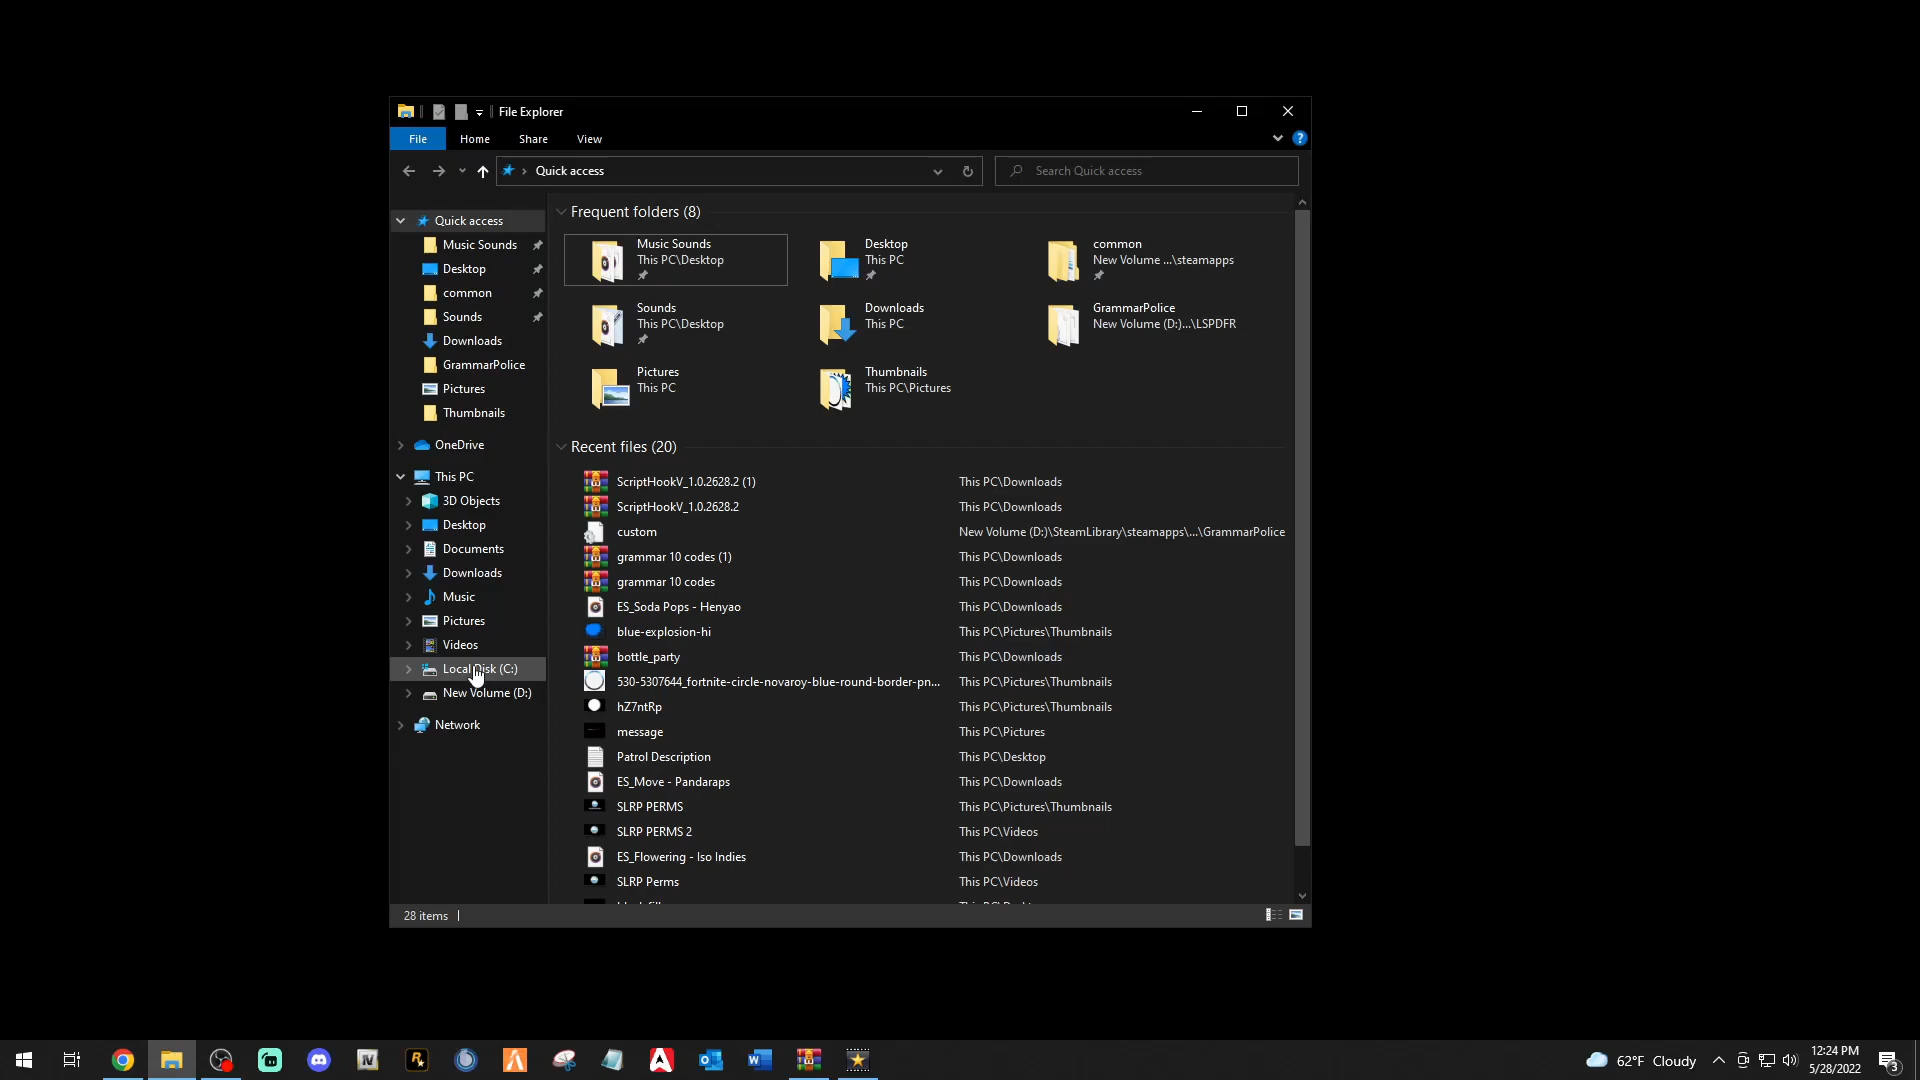 File Explorer
File Home Share View
Quick access
Search Quick access
Quick access
Music Sounds
Desktop
common
Sounds
Downloads
GrammarPolice
Pictures
Thumbnails
OneDrive
This PC
3D Objects
Desktop
Documents
Downloads
Music
Pictures
Videos
Local Disk (C:)
New Volume (D:)
Network
Frequent folders (8)
Music Sounds
This PC\Desktop
Desktop
This PC
common
New Volume ...\steamapps
Sounds
This PC\Desktop
Downloads
This PC
GrammarPolice
New Volume (D:)...\LSPDFR
Pictures
This PC
Thumbnails
This PC\Pictures
Recent files (20)
ScriptHookV_1.0.2628.2 (1) This PC\Downloads
ScriptHookV_1.0.2628.2 This PC\Downloads
custom New Volume (D:)\SteamLibrary\steamapps\...\GrammarPolice
grammar 10 codes (1) This PC\Downloads
grammar 10 codes This PC\Downloads
ES_Soda Pops - Henyao This PC\Downloads
blue-explosion-hi This PC\Pictures\Thumbnails
bottle_party This PC\Downloads
530-5307644_fortnite-circle-novaroy-blue-round-border-pn... This PC\Pictures\Thumbnails
hZ7ntRp This PC\Pictures\Thumbnails
message This PC\Pictures
Patrol Description This PC\Desktop
ES_Move - Pandaraps This PC\Downloads
SLRP PERMS This PC\Pictures\Thumbnails
SLRP PERMS 2 This PC\Videos
ES_Flowering - Iso Indies This PC\Downloads
SLRP Perms This PC\Videos
28 items
62°F Cloudy
12:24 PM
5/28/2022
3